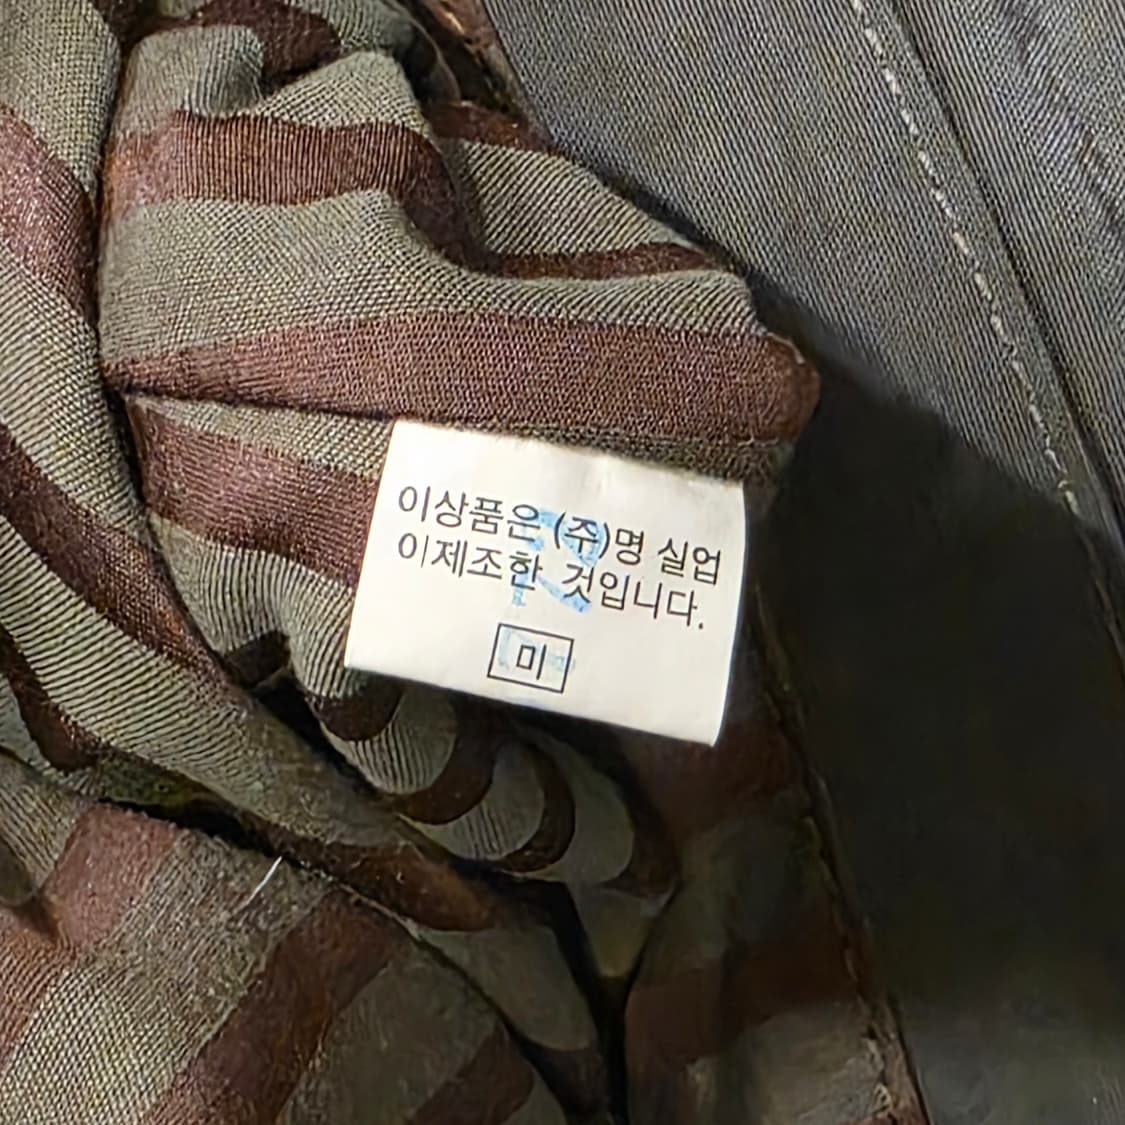 이상품은 (주)명 실업
이제조한 것입니다.
미